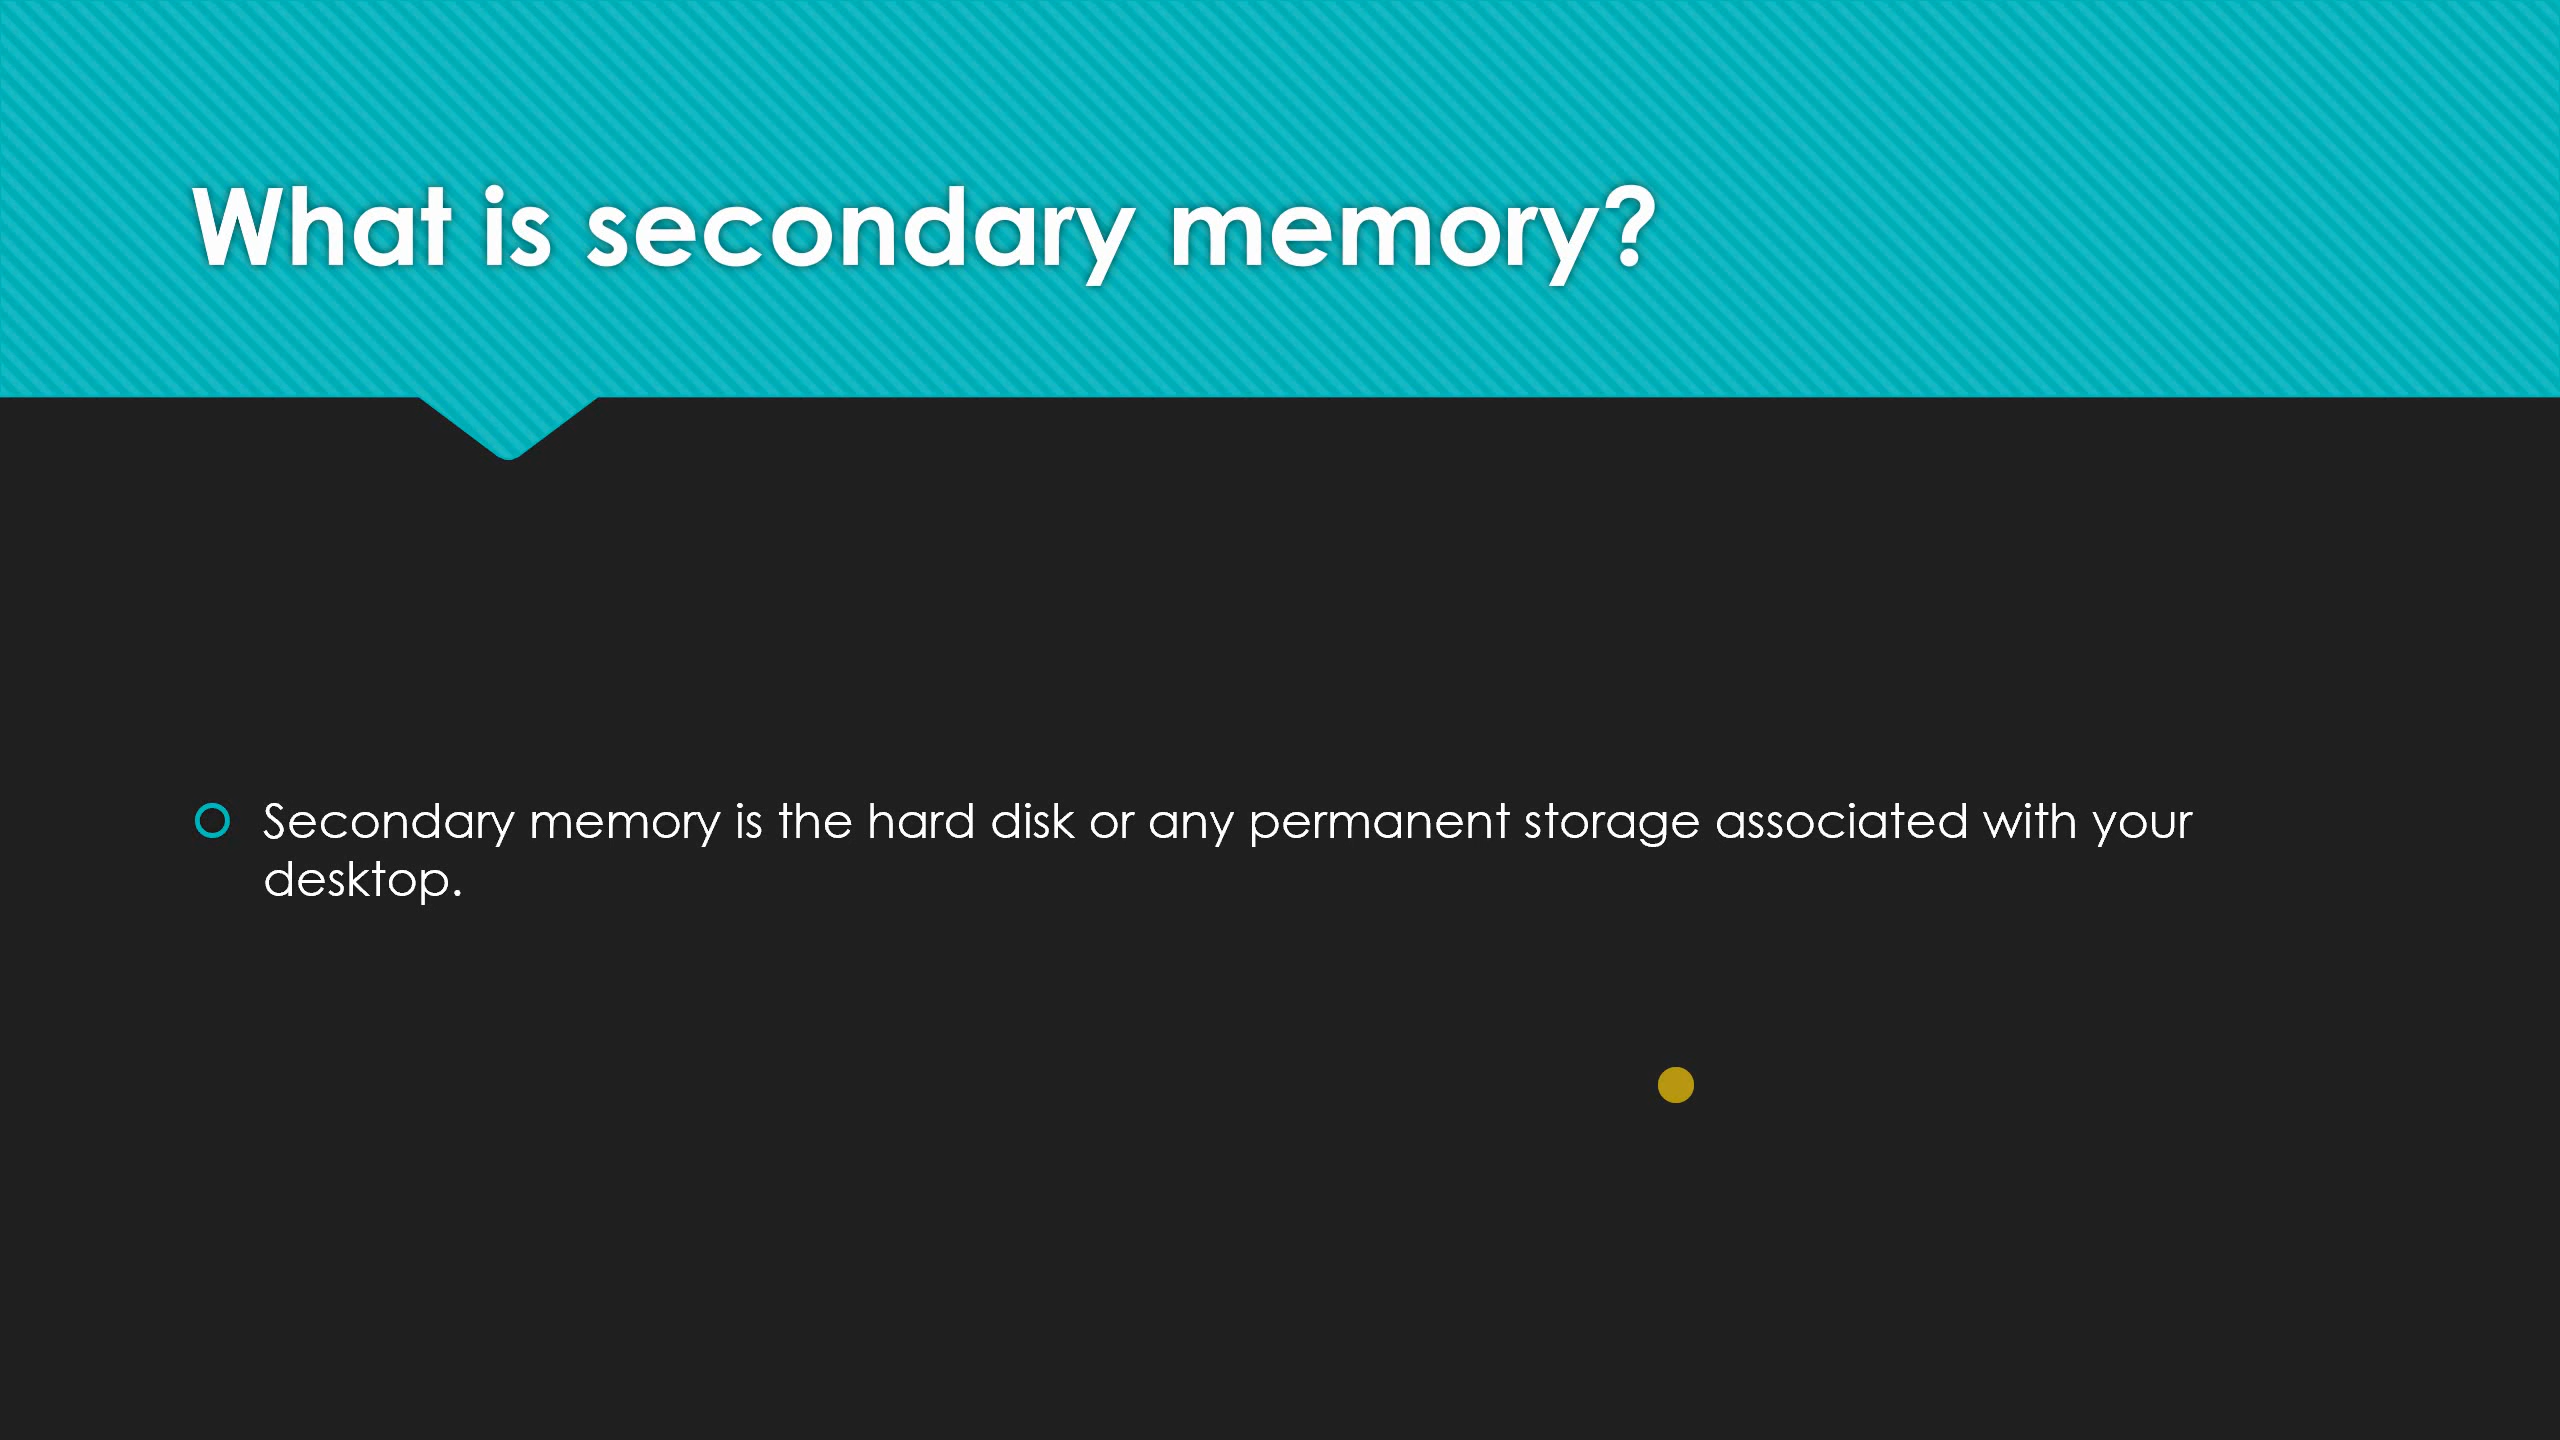 What is secondary memory?
Secondary memory is the hard disk or any permanent storage associated with your
desktop.